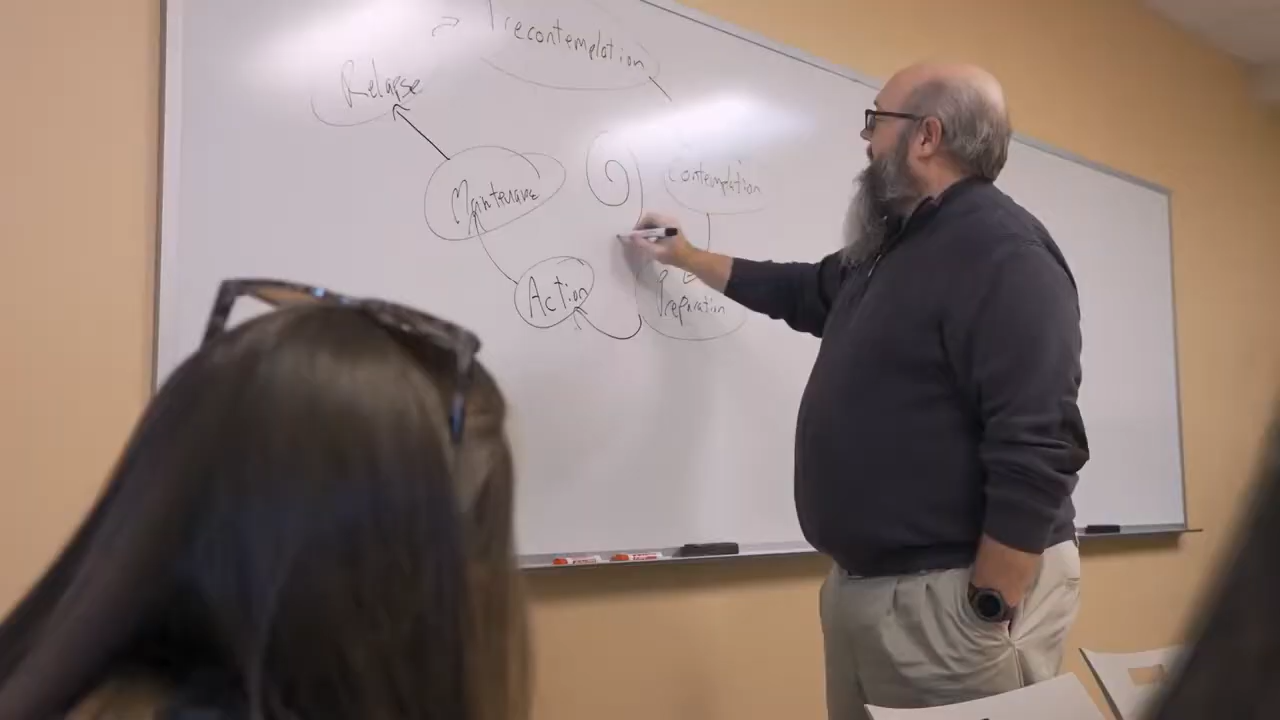 Precontemplation
Relapse
Contemplation
Maintenance
Action
Preparation